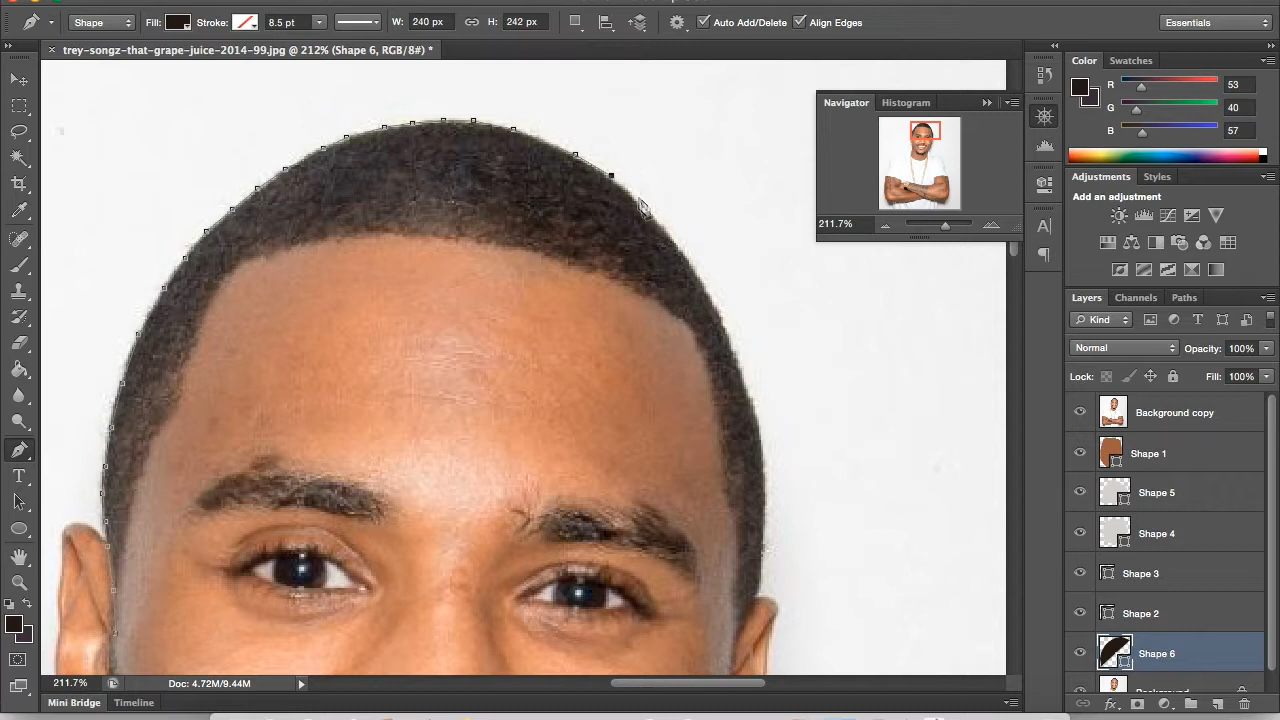 Shape Fill: Stroke: 8.5 pt W: 240 px H: 242 px Auto Add/Delete Align Edges Essentials
trey-songz-that-grape-juice-2014-99.jpg @ 212% (Shape 6, RGB/8#) *
Color Swatches
R 53
G 40
B 57
Navigator Histogram
211.7%
Adjustments Styles
Add an adjustment
Layers Channels Paths
Kind
Normal Opacity: 100%
Lock: Fill: 100%
Background copy
Shape 1
Shape 5
Shape 4
Shape 3
Shape 2
Shape 6
Background
211.7% Doc: 4.72M/9.44M
Mini Bridge Timeline